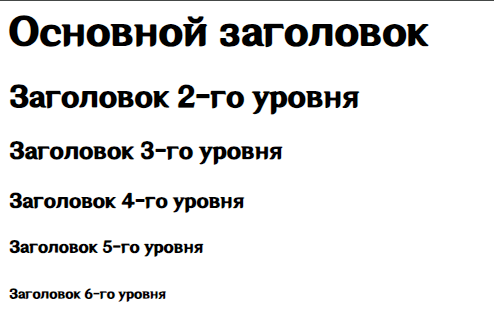 Основной заголовок
Заголовок 2-го уровня
Заголовок 3-го уровня
Заголовок 4-го уровня
Заголовок 5-го уровня
Заголовок 6-го уровня